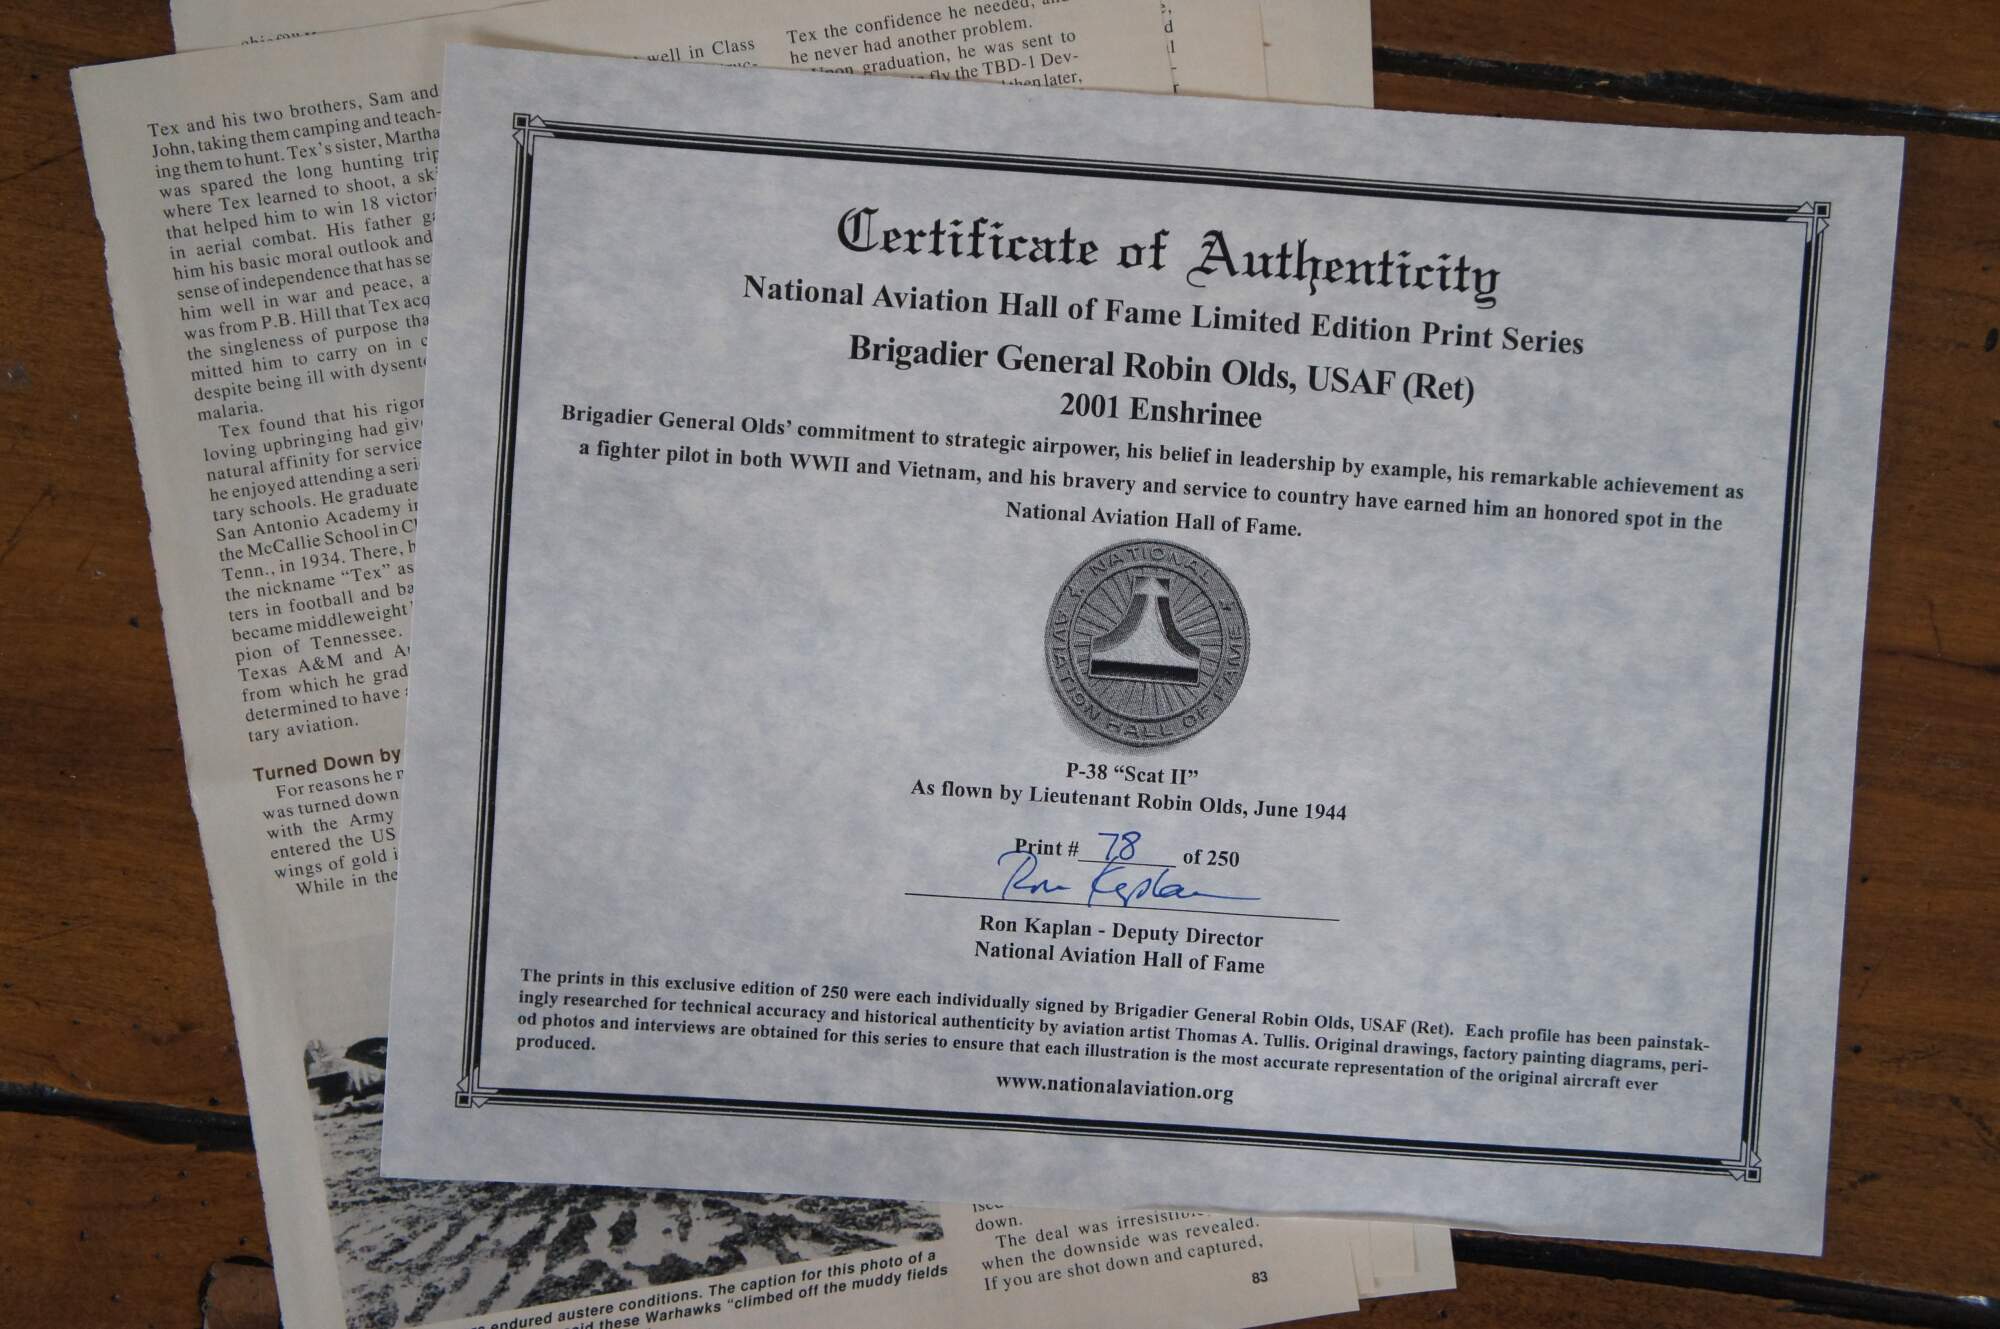 Tex the confidence he needed,
he never had another problem.
graduation, he was sent to
fly the TBD-1 Dev-
then later,
well in Class
Tex and his two brothers, Sam and
John, taking them camping and teach-
ing them to hunt. Tex's sister, Martha
was spared the long hunting trip
where Tex learned to shoot, a
that helped him to win 18
in aerial combat. His father
him his basic moral outlook and
sense of independence that has
him well in war and peace,
was from P.B. Hill that Tex
the singleness of purpose
mitted him to carry on in
despite being ill with
malaria.
Tex found that his
loving upbringing had
natural affinity for service
he enjoyed attending a
tary schools. He
San Antonio Academy
the McCallie School in
Tenn., in 1934. There,
the nickname "Tex" as
ters in football and
became middleweight
pion of Tennessee.
Texas A&M and
from which he
determined to have
tary aviation.
Turned Down by
For reasons he
was turned down
with the Army
entered the US
wings of gold
While in the
Certificate of Authenticity
National Aviation Hall of Fame Limited Edition Print Series
Brigadier General Robin Olds, USAF (Ret)
2001 Enshrinee
Brigadier General Olds' commitment to strategic airpower, his belief in leadership by example, his remarkable achievement as
a fighter pilot in both WWII and Vietnam, and his bravery and service to country have earned him an honored spot in the
National Aviation Hall of Fame.
NATIONAL
AVIATION HALL OF FAME
P-38 “Scat II”
As flown by Lieutenant Robin Olds, June 1944
Print # 78 of 250
Ron Kaplan
Ron Kaplan - Deputy Director
National Aviation Hall of Fame
The prints in this exclusive edition of 250 were each individually signed by Brigadier General Robin Olds, USAF (Ret). Each profile has been painstak-
ingly researched for technical accuracy and historical authenticity by aviation artist Thomas A. Tullis. Original drawings, factory painting diagrams, peri-
od photos and interviews are obtained for this series to ensure that each illustration is the most accurate representation of the original aircraft ever
produced.
www.nationalaviation.org
down.
The deal was
when the downside was revealed.
If you are shot down and captured,
endured austere conditions. The caption for this photo of a
these Warhawks "climbed off the muddy fields
83